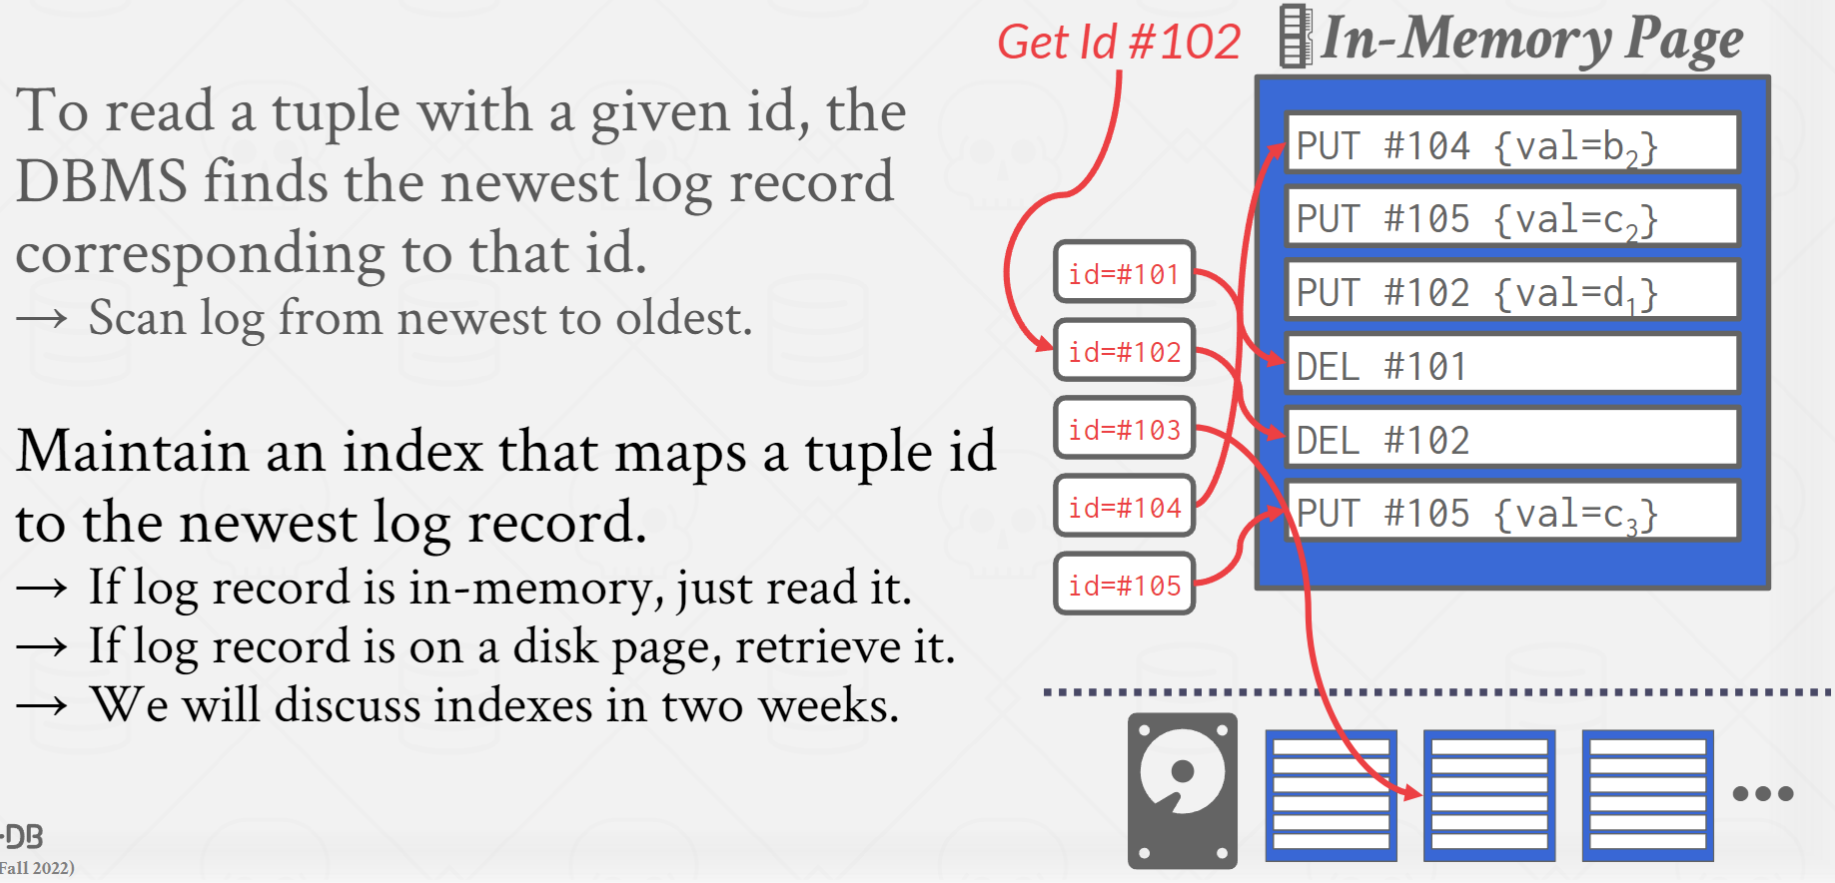 To read a tuple with a given id, the
DBMS finds the newest log record
corresponding to that id.
→ Scan log from newest to oldest.
Maintain an index that maps a tuple id
to the newest log record.
→ If log record is in-memory, just read it.
→ If log record is on a disk page, retrieve it.
→ We will discuss indexes in two weeks.
Get Id #102
In-Memory Page
id=#101
id=#102
id=#103
id=#104
id=#105
PUT #104 {val=b₂}
PUT #105 {val=c₂}
PUT #102 {val=d₁}
DEL #101
DEL #102
PUT #105 {val=c₃}
•••
·DB
Fall 2022)